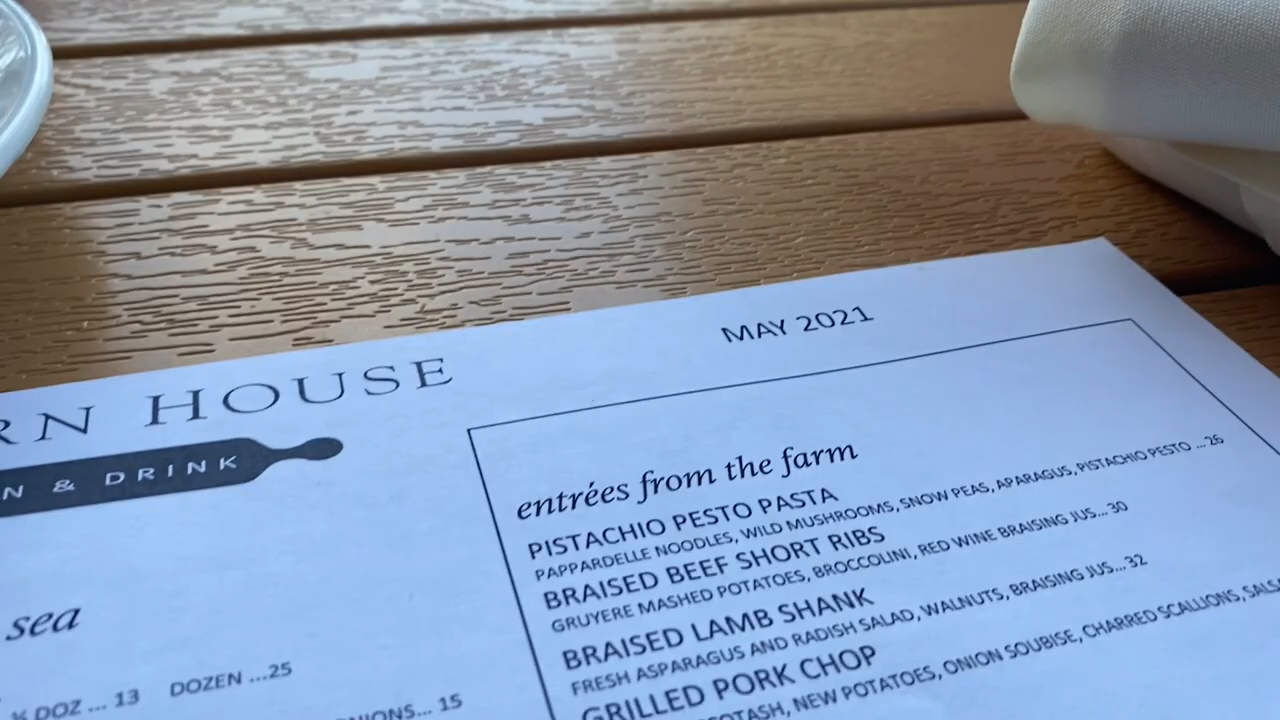 MAY 2021
HOUSE
& DRINK
sea
½ DOZ ... 13 DOZEN ...25
... 15
entrées from the farm
PISTACHIO PESTO PASTA
PAPPARDELLE NOODLES, WILD MUSHROOMS, SNOW PEAS, APARAGUS, PISTACHIO PESTO ... 26
BRAISED BEEF SHORT RIBS
GRUYERE MASHED POTATOES, BROCCOLINI, RED WINE BRAISING JUS... 30
BRAISED LAMB SHANK
FRESH ASPARAGUS AND RADISH SALAD, WALNUTS, BRAISING JUS... 32
GRILLED PORK CHOP
NEW POTATOES, ONION SOUBISE, CHARRED SCALLIONS,